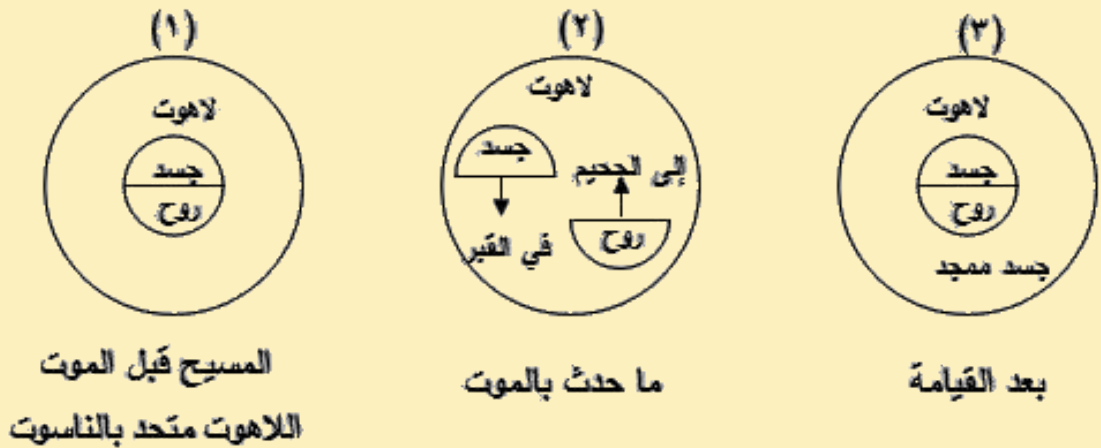 (١)
لاهوت
جسد
روح
المسيح قبل الموت
اللاهوت متحد بالناسوت
(٢)
لاهوت
جسد
إلى الجحيم
في القبر
روح
ما حدث بالموت
(٣)
لاهوت
جسد
روح
جسد ممجد
بعد القيامة